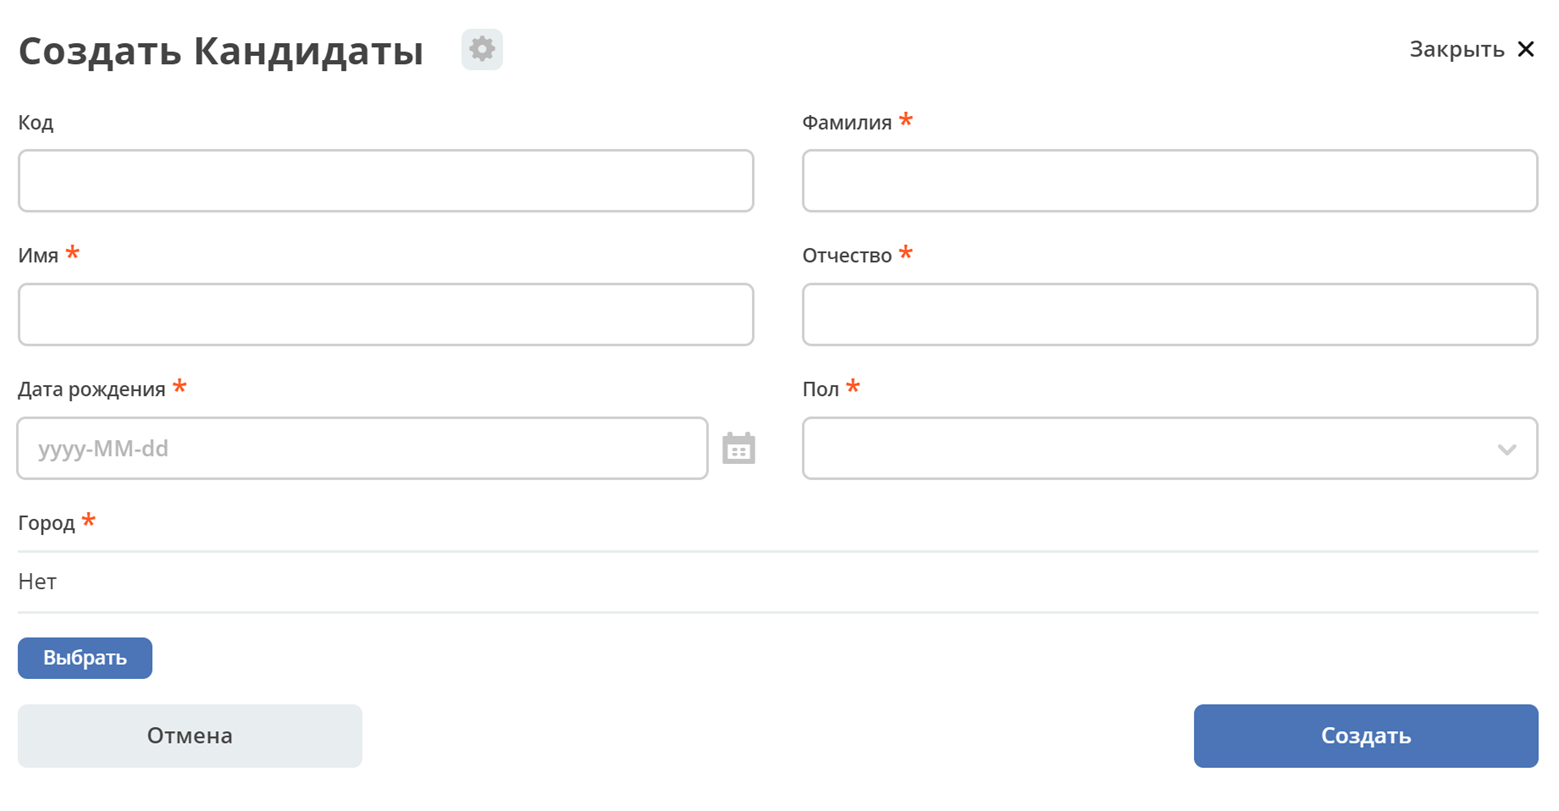 Создать Кандидаты
Закрыть
Код
Фамилия *
Имя *
Отчество *
Дата рождения *
Пол *
yyyy-MM-dd
Город *
Нет
Выбрать
Отмена
Создать